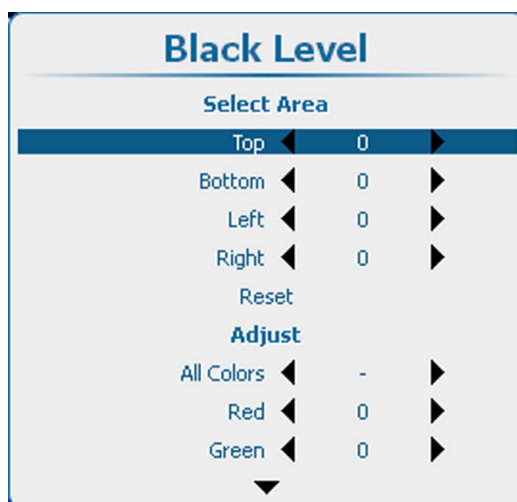 Black Level
Select Area
Top 0
Bottom 0
Left 0
Right 0
Reset
Adjust
All Colors -
Red 0
Green 0